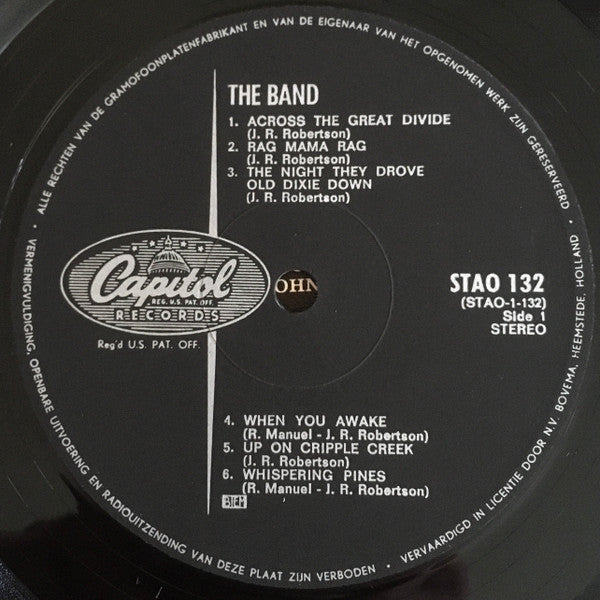 ALLE RECHTEN VAN DE GRAMOFOONPLATENFABRIKANT EN VAN DE EIGENAAR VAN HET OPGENOMEN WERK ZIJN GERESERVEERD •
THE BAND
1. ACROSS THE GREAT DIVIDE
(J. R. Robertson)
2. RAG MAMA RAG
(J. R. Robertson)
3. THE NIGHT THEY DROVE
OLD DIXIE DOWN
(J. R. Robertson)
Capitol
REG. U.S. PAT. OFF.
RECORDS
Reg'd U.S. PAT. OFF.
OHN
STAO 132
(STAO-1-132)
Side 1
STEREO
4. WHEN YOU AWAKE
(R. Manuel - J. R. Robertson)
5. UP ON CRIPPLE CREEK
(J. R. Robertson)
6. WHISPERING PINES
(R. Manuel - J. R. Robertson)
BIEM
• VERMENIGVULDIGING, OPENBARE UITVOERING EN RADIOUITZENDING VAN DEZE PLAAT ZIJN VERBODEN •
VERVAARDIGD IN LICENTIE DOOR N.V. BOVEMA, HEEMSTEDE, HOLLAND •